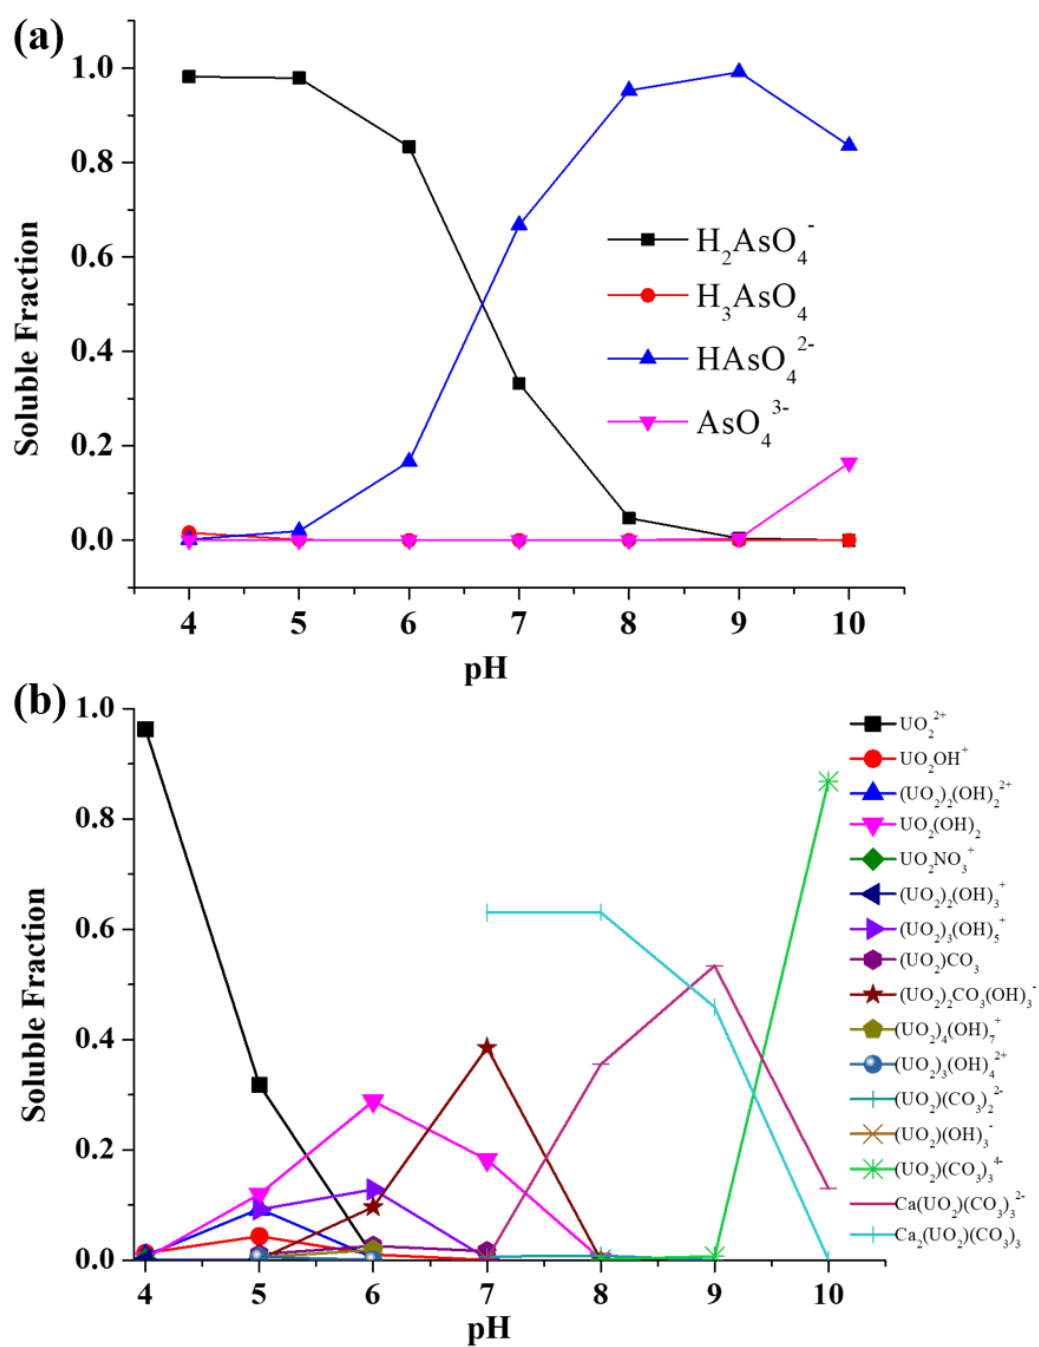 (a)
1.0
0.8
0.6
0.4
0.2
0.0
Soluble Fraction
H₂AsO₄⁻
H₃AsO₄
HAsO₄²⁻
AsO₄³⁻
4 5 6 7 8 9 10
pH
(b)
1.0
0.8
0.6
0.4
0.2
0.0
Soluble Fraction
UO₂²⁺
UO₂OH⁺
(UO₂)₂(OH)₂²⁺
UO₂(OH)₂
UO₂NO₃⁺
(UO₂)₂(OH)₃⁺
(UO₂)₃(OH)₅⁺
(UO₂)CO₃
(UO₂)₂CO₃(OH)₃⁻
(UO₂)₄(OH)₇⁺
(UO₂)₃(OH)₄²⁺
(UO₂)(CO₃)₂²⁻
(UO₂)(OH)₃⁻
(UO₂)(CO₃)₃⁴⁻
Ca(UO₂)(CO₃)₃²⁻
Ca₂(UO₂)(CO₃)₃
4 5 6 7 8 9 10
pH